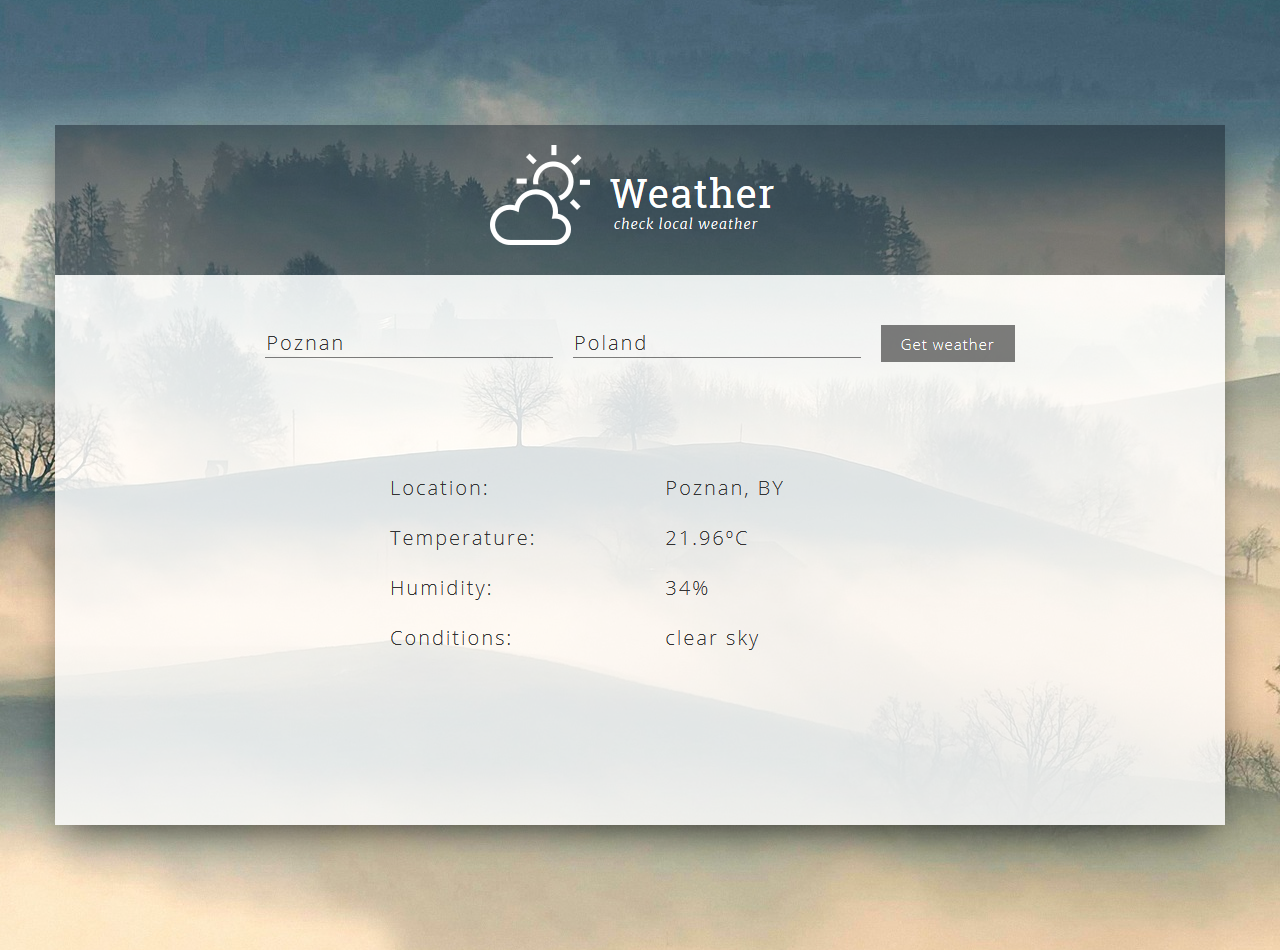 Weather
check local weather
Poznan Poland Get weather
Location: Poznan, BY
Temperature: 21.96ºC
Humidity: 34%
Conditions: clear sky